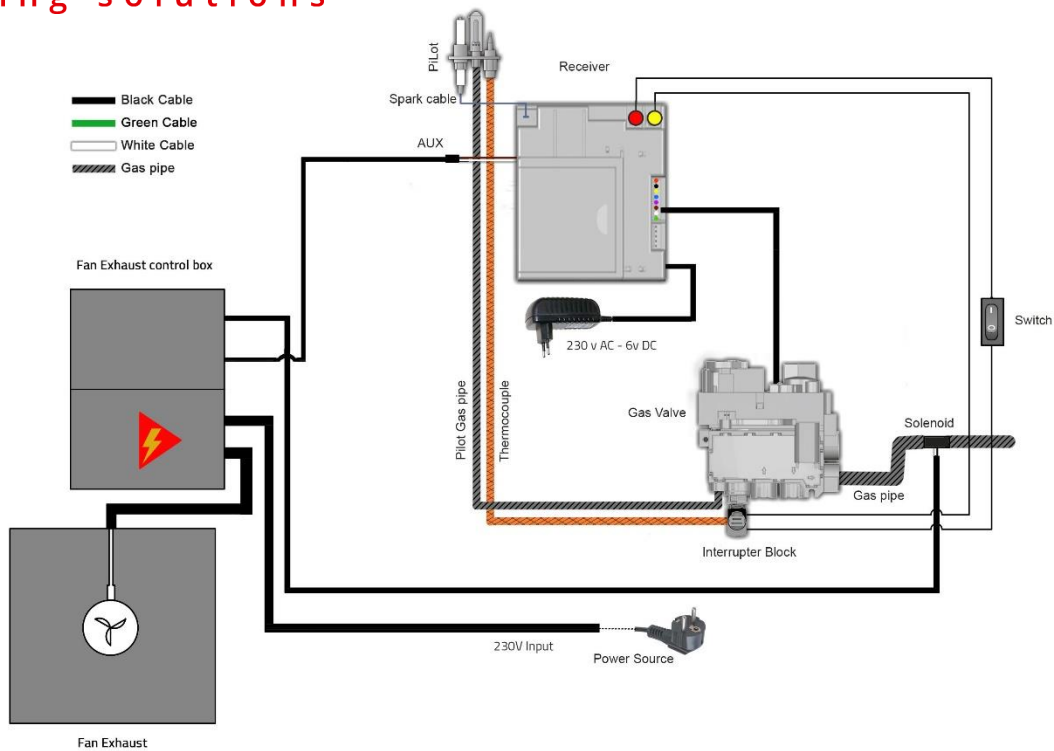 ing solutions
PiLot
Receiver
Spark cable
Black Cable
Green Cable
White Cable
Gas pipe
AUX
Fan Exhaust control box
230 v AC - 6v DC
Switch
Pilot Gas pipe
Thermocouple
Gas Valve
Solenoid
Gas pipe
Interrupter Block
230V Input
Power Source
Fan Exhaust